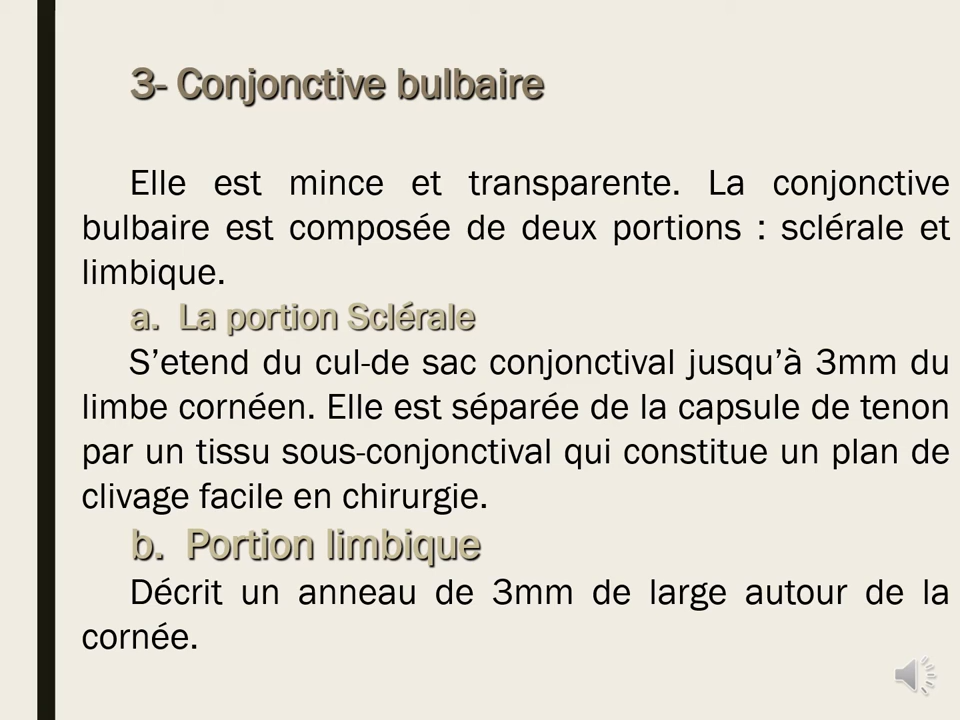 3- Conjonctive bulbaire
Elle est mince et transparente. La conjonctive
bulbaire est composée de deux portions : sclérale et
limbique.
a. La portion Sclérale
S’etend du cul-de sac conjonctival jusqu’à 3mm du
limbe cornéen. Elle est séparée de la capsule de tenon
par un tissu sous-conjonctival qui constitue un plan de
clivage facile en chirurgie.
b. Portion limbique
Décrit un anneau de 3mm de large autour de la
cornée.